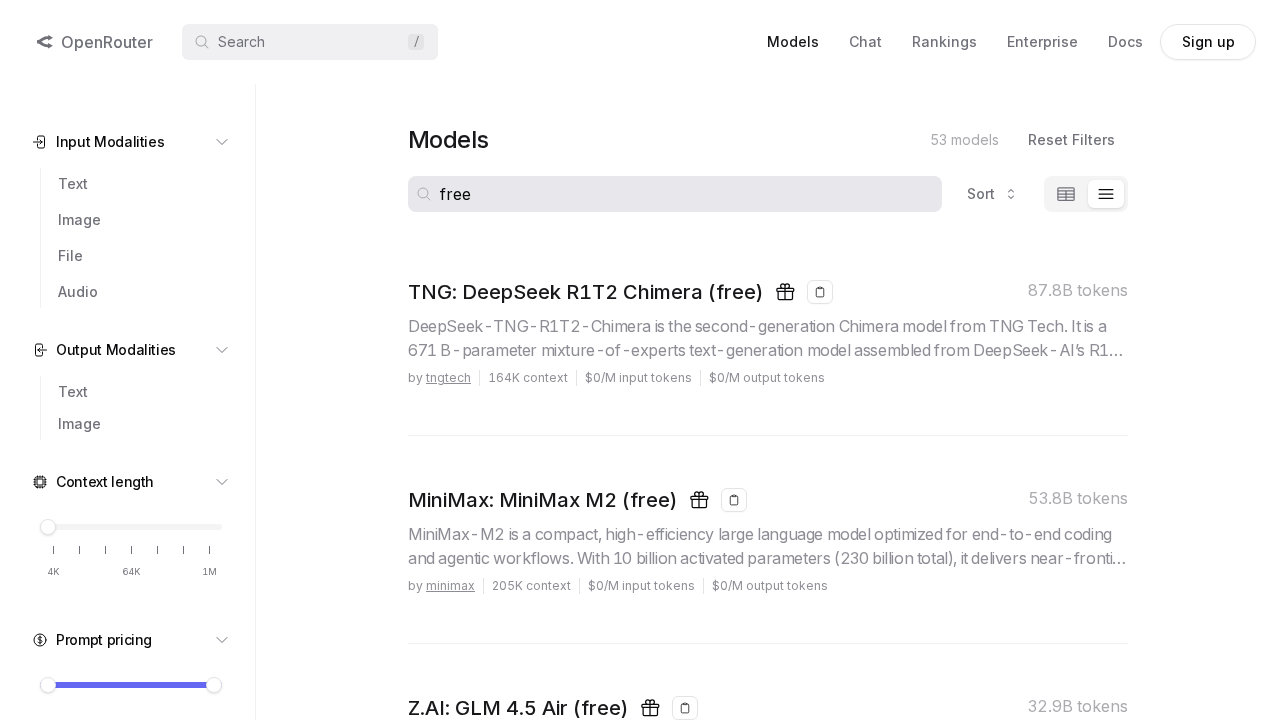 OpenRouter
Search
/
Models
Chat
Rankings
Enterprise
Docs
Sign up
Input Modalities
Text
Image
File
Audio
Output Modalities
Text
Image
Context length
4K
64K
1M
Prompt pricing
Models
53 models
Reset Filters
free
Sort
TNG: DeepSeek R1T2 Chimera (free)
87.8B tokens
DeepSeek-TNG-R1T2-Chimera is the second-generation Chimera model from TNG Tech. It is a
671 B-parameter mixture-of-experts text-generation model assembled from DeepSeek-AI's R1...
by tngtech
164K context
$0/M input tokens
$0/M output tokens
MiniMax: MiniMax M2 (free)
53.8B tokens
MiniMax-M2 is a compact, high-efficiency large language model optimized for end-to-end coding
and agentic workflows. With 10 billion activated parameters (230 billion total), it delivers near-fronti...
by minimax
205K context
$0/M input tokens
$0/M output tokens
Z.AI: GLM 4.5 Air (free)
32.9B tokens